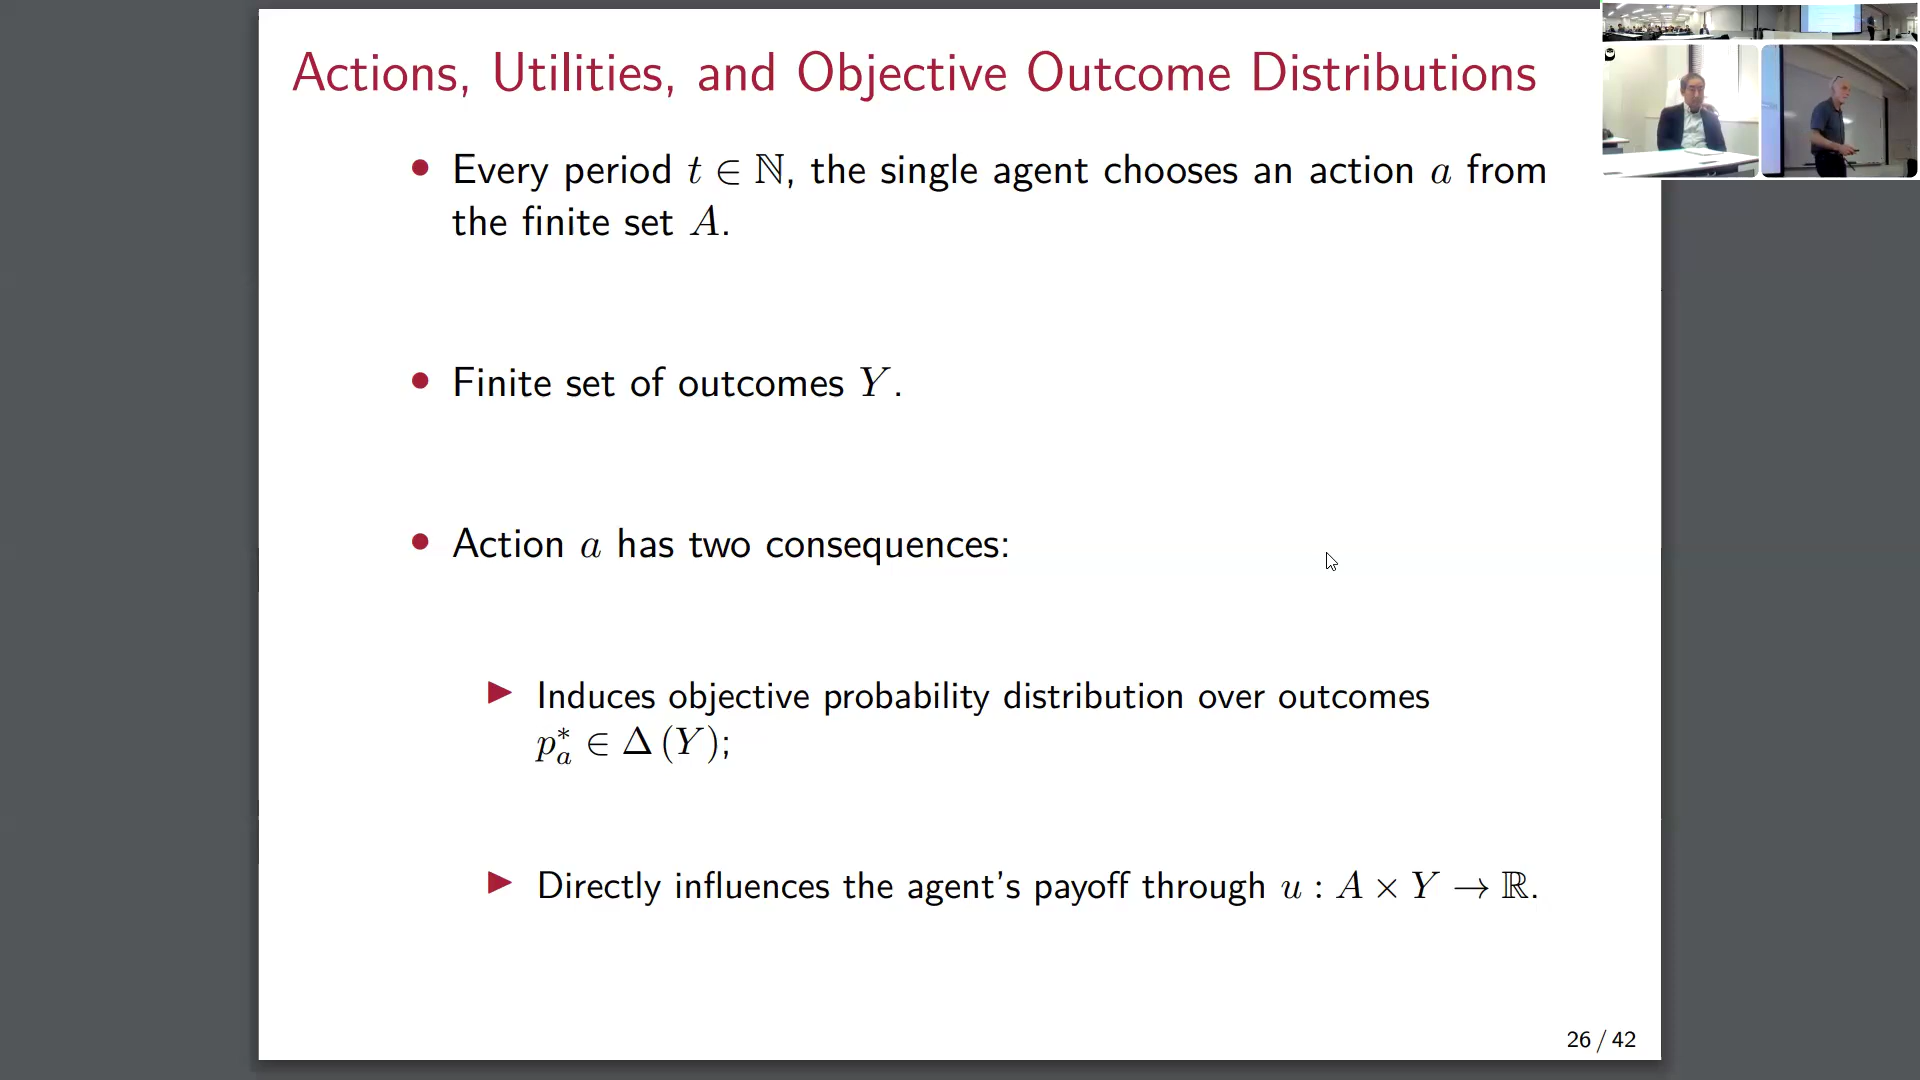 Actions, Utilities, and Objective Outcome Distributions
• Every period t ∈ ℕ, the single agent chooses an action a from
the finite set A.
• Finite set of outcomes Y.
• Action a has two consequences:
▶ Induces objective probability distribution over outcomes
p*ₐ ∈ Δ (Y);
▶ Directly influences the agent's payoff through u : A × Y → ℝ.
26 / 42